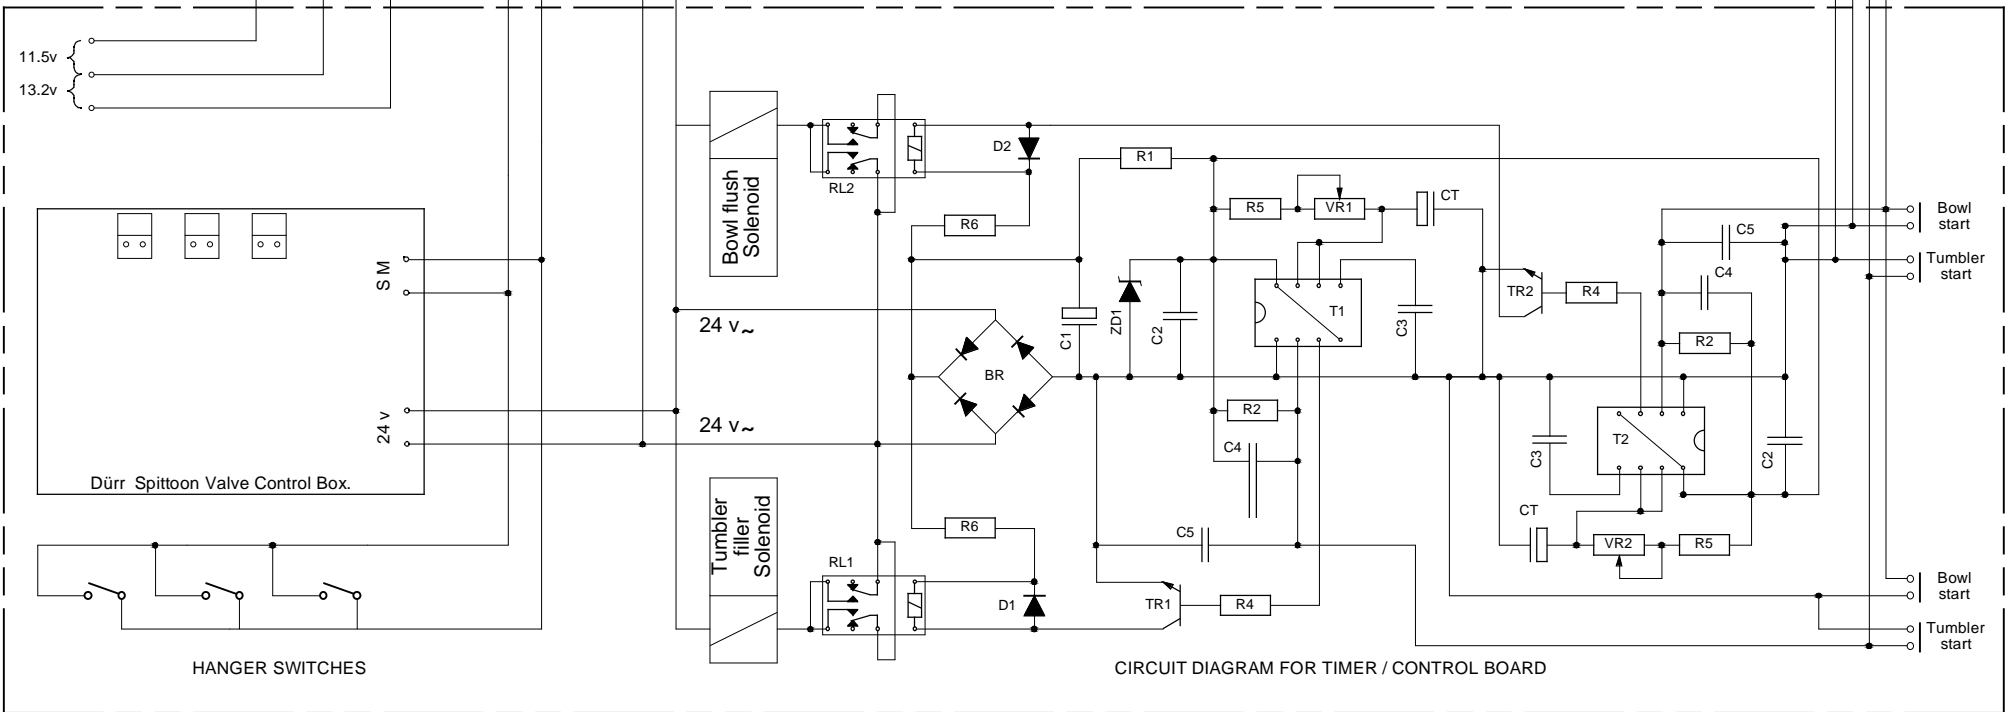 11.5v
13.2v
S M
24 v
Dürr Spittoon Valve Control Box.
HANGER SWITCHES
Bowl flush
Solenoid
RL2
D2
R6
24 v~
24 v~
BR
Tumbler
filler
Solenoid
RL1
R6
D1
R1
C1
ZD1
C2
R5
VR1
CT
T1
C3
R2
C4
C5
TR1
R4
TR2
R4
C5
C4
R2
T2
C3
C2
CT
VR2
R5
Bowl
start
Tumbler
start
Bowl
start
Tumbler
start
CIRCUIT DIAGRAM FOR TIMER / CONTROL BOARD